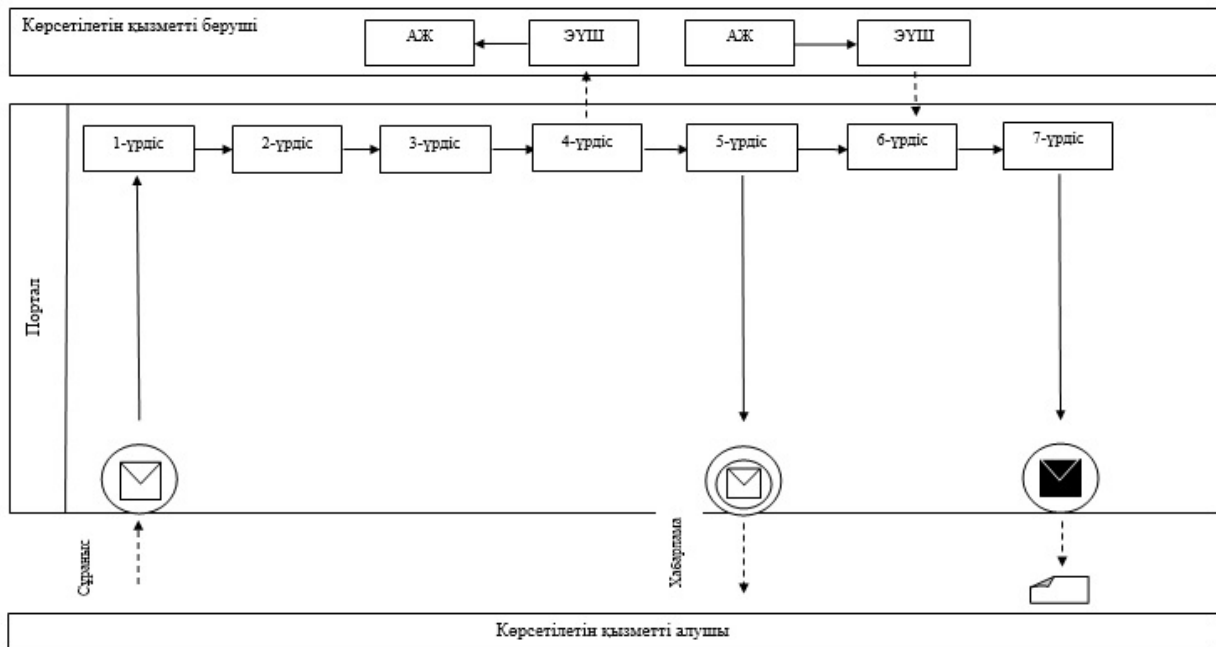 Көрсетілетін қызметті беруші
АЖ
ЭҮШ
АЖ
ЭҮШ
Портал
1-үрдіс
2-үрдіс
3-үрдіс
4-үрдіс
5-үрдіс
6-үрдіс
7-үрдіс
Сұраныс
Хабарлама
Көрсетілетін қызметті алушы